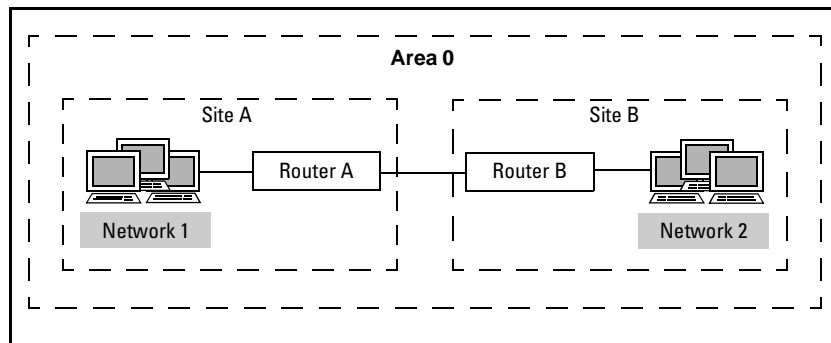 Area 0
Site A
Site B
Router A
Router B
Network 1
Network 2